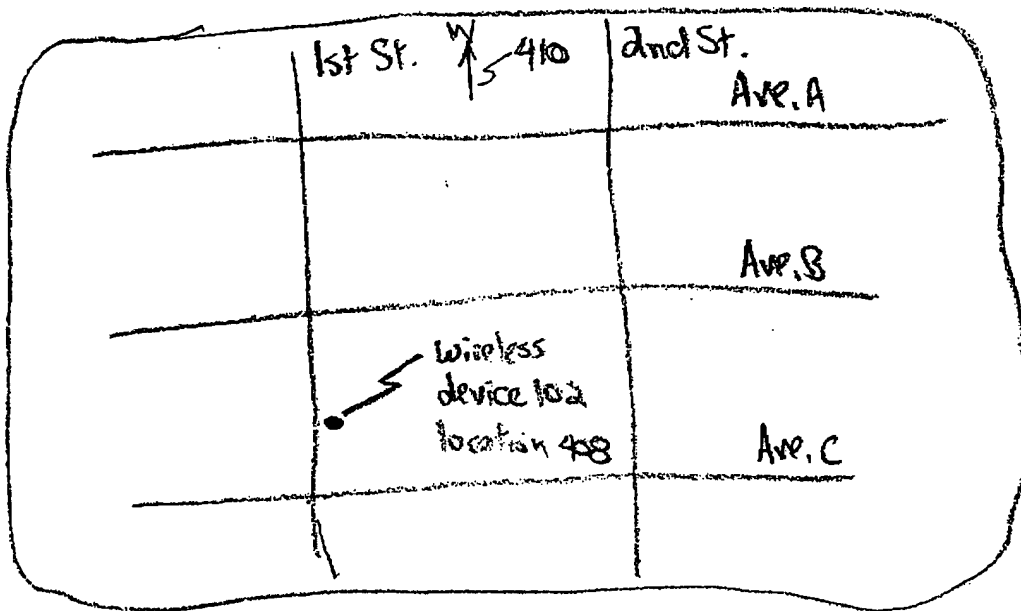 1st St.
N
410
2nd St.
Ave. A
Ave. B
wireless
device 102
location 408
Ave. C